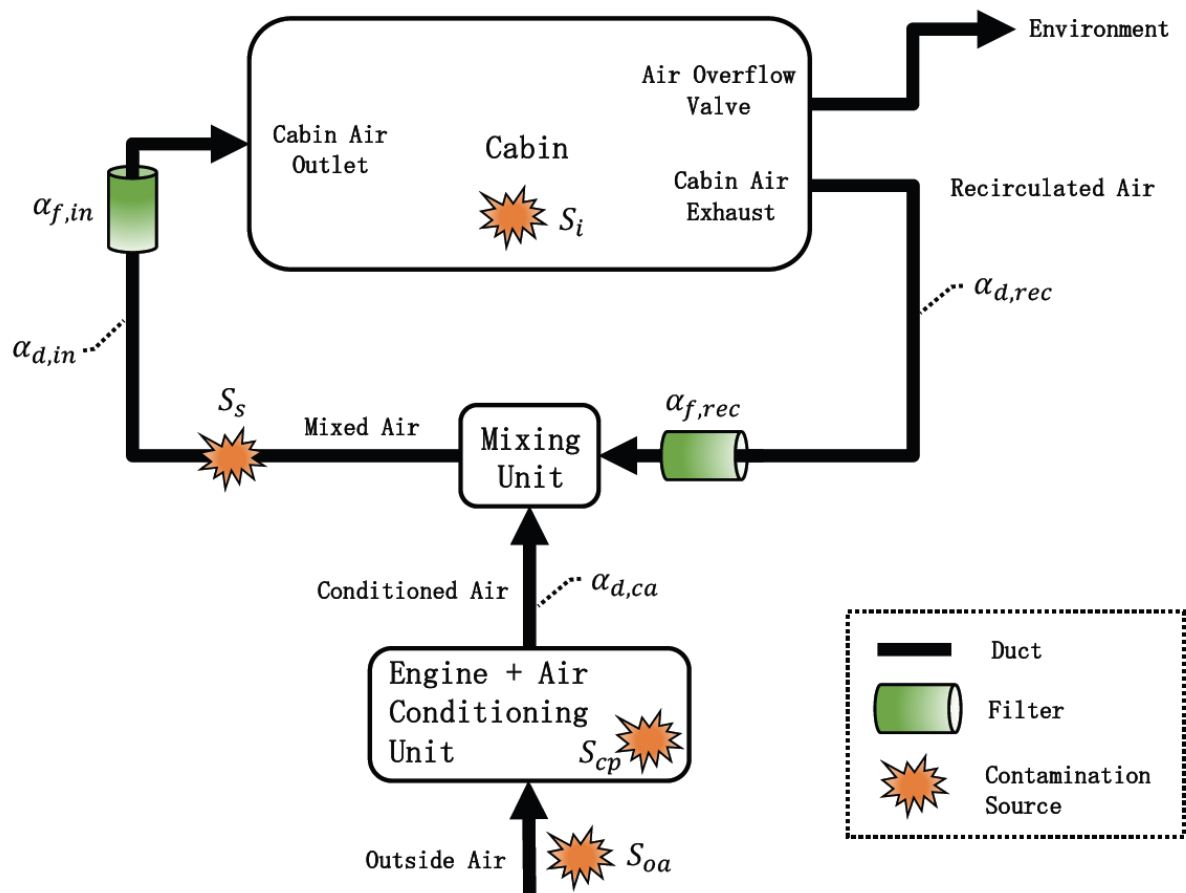 Environment
Air Overflow
Valve
Cabin Air
Outlet
Cabin
Cabin Air
Exhaust
Recirculated Air
α_{f,in}
S_i
α_{d,rec}
α_{d,in}
S_s
Mixed Air
α_{f,rec}
Mixing
Unit
Conditioned Air
α_{d,ca}
Engine + Air
Conditioning
Unit
S_{cp}
Outside Air
S_{oa}
Duct
Filter
Contamination
Source